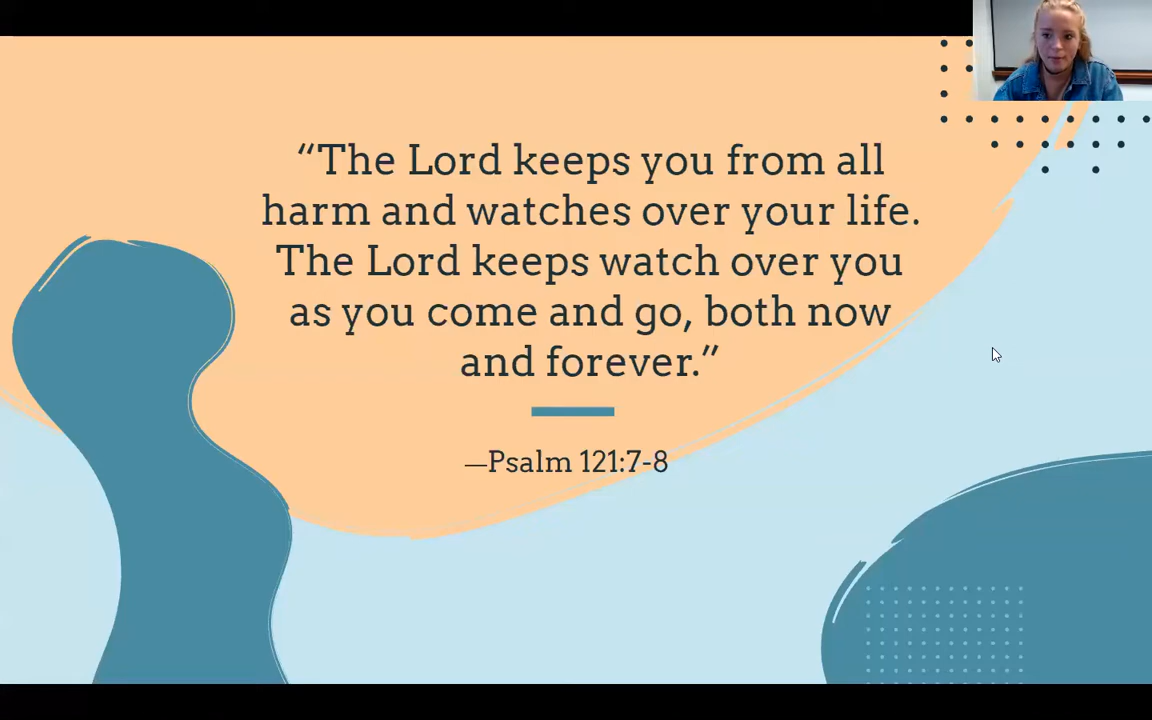 “The Lord keeps you from all
harm and watches over your life.
The Lord keeps watch over you
as you come and go, both now
and forever.”
—Psalm 121:7-8